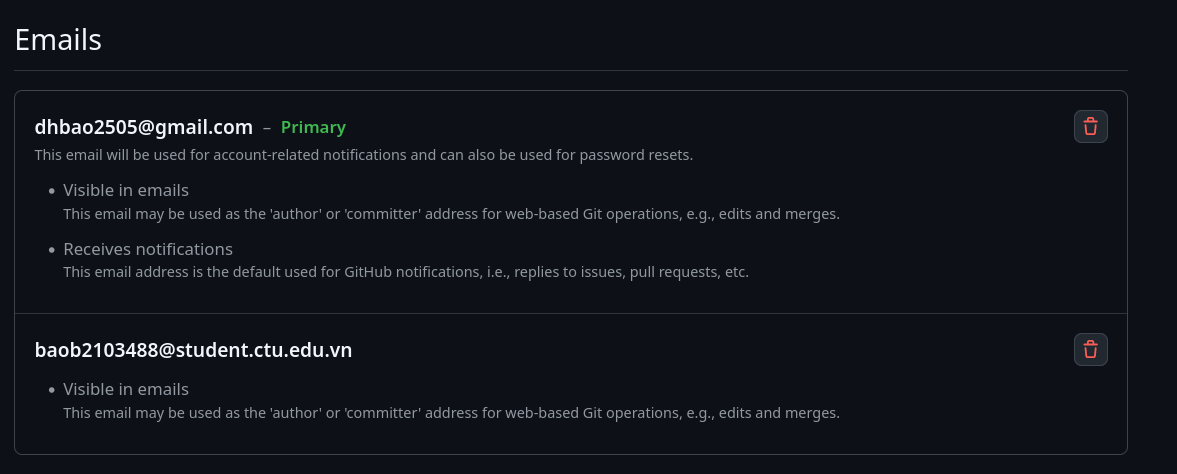 Emails
dhbao2505@gmail.com – Primary
This email will be used for account-related notifications and can also be used for password resets.
• Visible in emails
This email may be used as the 'author' or 'committer' address for web-based Git operations, e.g., edits and merges.
• Receives notifications
This email address is the default used for GitHub notifications, i.e., replies to issues, pull requests, etc.
baob2103488@student.ctu.edu.vn
• Visible in emails
This email may be used as the 'author' or 'committer' address for web-based Git operations, e.g., edits and merges.